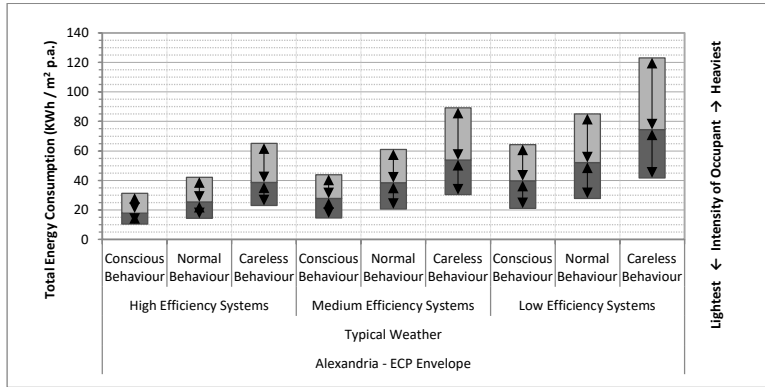 Total Energy Consumption (KWh / m² p.a.)
140
120
100
80
60
40
20
0
Conscious Behaviour
Normal Behaviour
Careless Behaviour
Conscious Behaviour
Normal Behaviour
Careless Behaviour
Conscious Behaviour
Normal Behaviour
Careless Behaviour
High Efficiency Systems
Medium Efficiency Systems
Low Efficiency Systems
Typical Weather
Alexandria - ECP Envelope
Lightest ← Intensity of Occupant → Heaviest